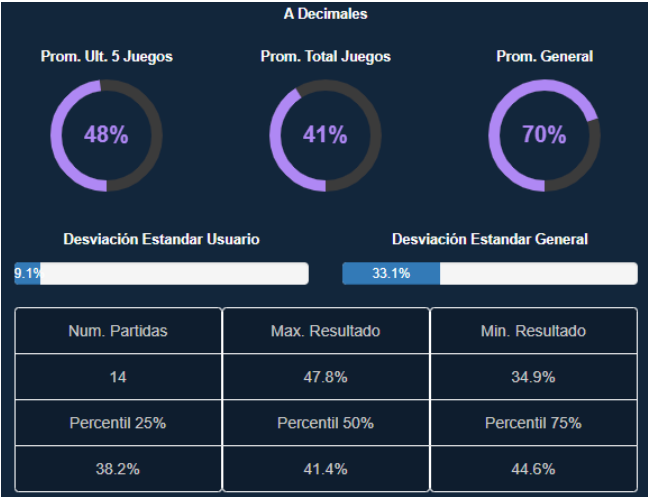 A Decimales
Prom. Ult. 5 Juegos Prom. Total Juegos Prom. General
48% 41% 70%
Desviación Estandar Usuario Desviación Estandar General
9.1% 33.1%
Num. Partidas Max. Resultado Min. Resultado
14 47.8% 34.9%
Percentil 25% Percentil 50% Percentil 75%
38.2% 41.4% 44.6%